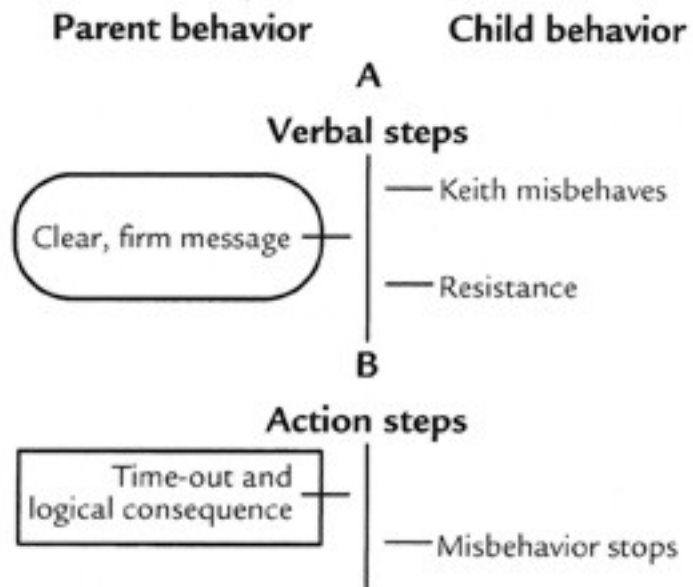 Parent behavior
Child behavior
A
Verbal steps
Keith misbehaves
Clear, firm message
Resistance
B
Action steps
Time-out and
logical consequence
Misbehavior stops